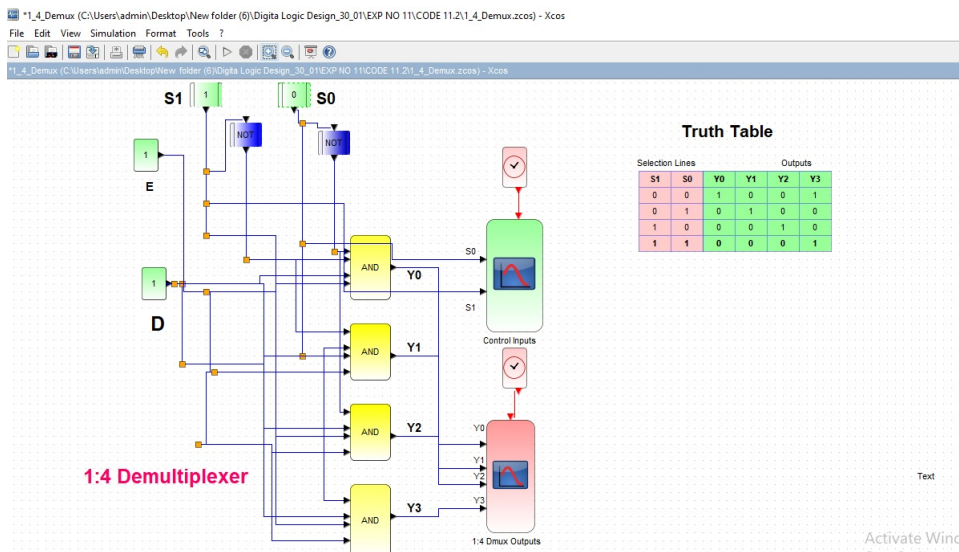 *1_4_Demux (C:\Users\admin\Desktop\New folder (6)\Digita Logic Design_30_01\EXP NO 11\CODE 11.2\1_4_Demux.zcos) - Xcos
File Edit View Simulation Format Tools ?
*1_4_Demux (C:\Users\admin\Desktop\New folder (6)\Digita Logic Design_30_01\EXP NO 11\CODE 11.2\1_4_Demux.zcos) - Xcos
S1 1 0 S0
NOT NOT
1
E
Truth Table
Selection Lines Outputs
S1 S0 Y0 Y1 Y2 Y3
0 0 1 0 0 1
0 1 0 1 0 0
1 0 0 0 1 0
1 1 0 0 0 1
AND Y0
S0
1
D
S1
Control Inputs
AND Y1
AND Y2
Y0
Y1
Y2
Y3
1:4 Demultiplexer
Text
AND Y3
1:4 Dmux Outputs
Activate Wind